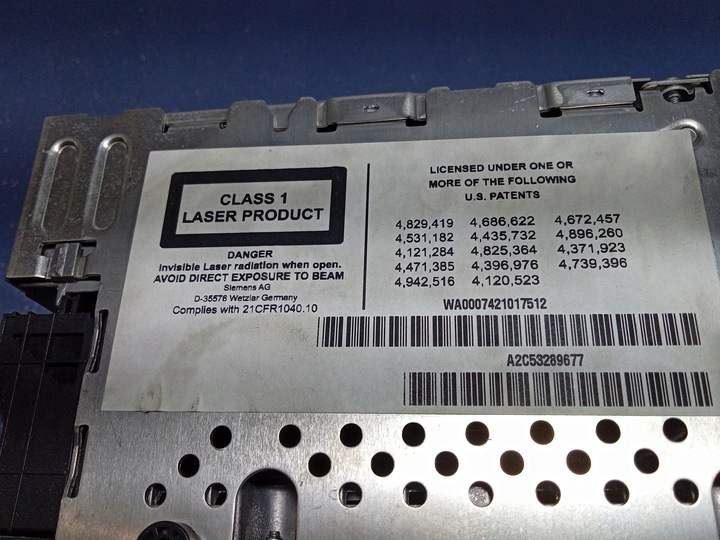 CLASS 1
LASER PRODUCT
DANGER
Invisible Laser radiation when open.
AVOID DIRECT EXPOSURE TO BEAM
Siemens AG
D-35576 Wetzlar Germany
Complies with 21CFR1040.10
LICENSED UNDER ONE OR
MORE OF THE FOLLOWING
U.S. PATENTS
4,829,419 4,686,622 4,672,457
4,531,182 4,435,732 4,896,260
4,121,284 4,825,364 4,371,923
4,471,385 4,396,976 4,739,396
4,942,516 4,120,523
WA0007421017512
A2C53289677